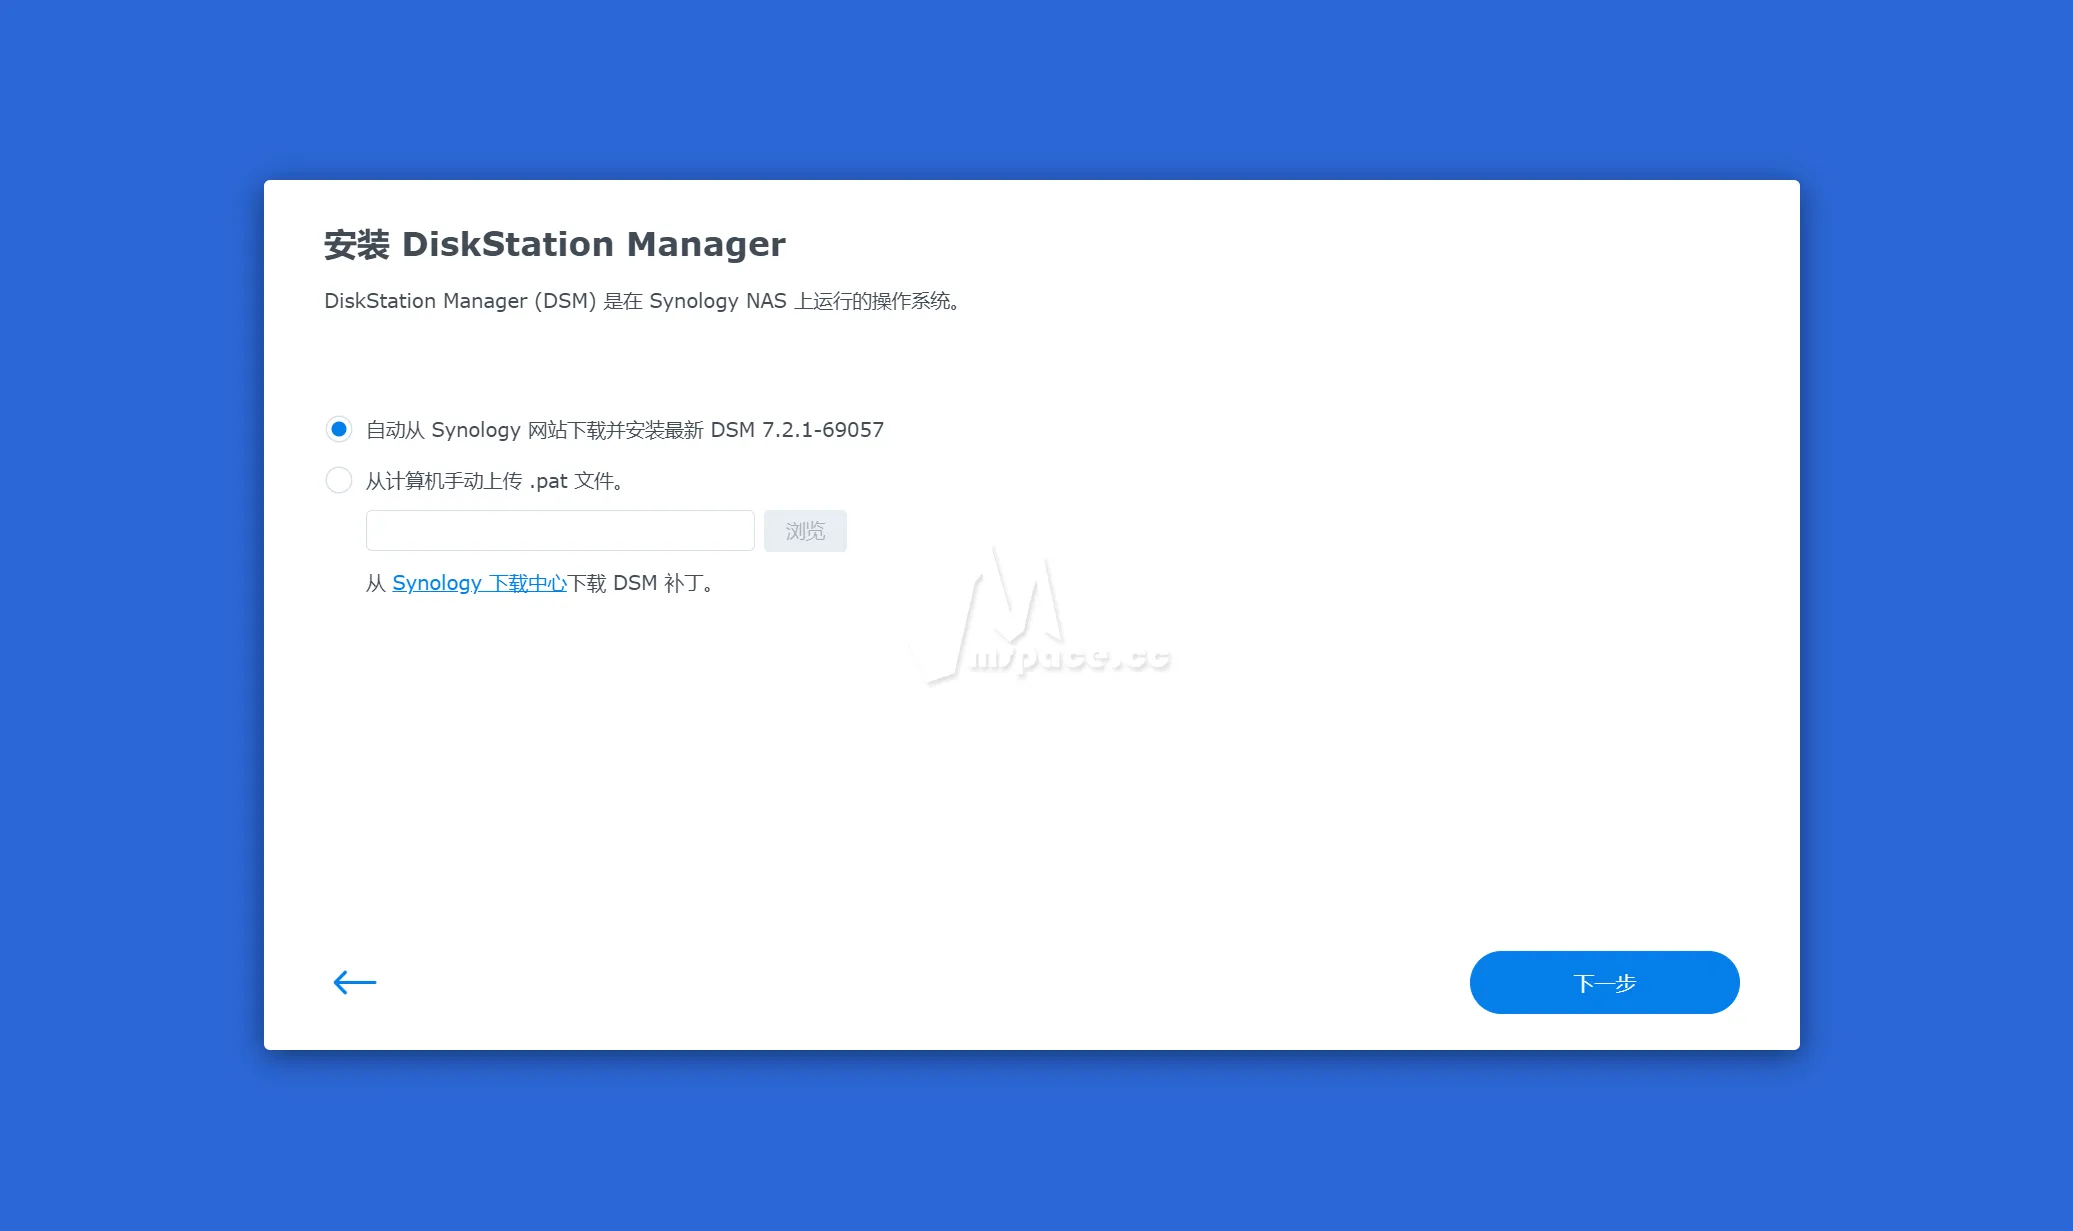 安装 DiskStation Manager
DiskStation Manager (DSM) 是在 Synology NAS 上运行的操作系统。
自动从 Synology 网站下载并安装最新 DSM 7.2.1-69057
从计算机手动上传 .pat 文件。
浏览
从 Synology 下载中心下载 DSM 补丁。
mspace.cc
下一步